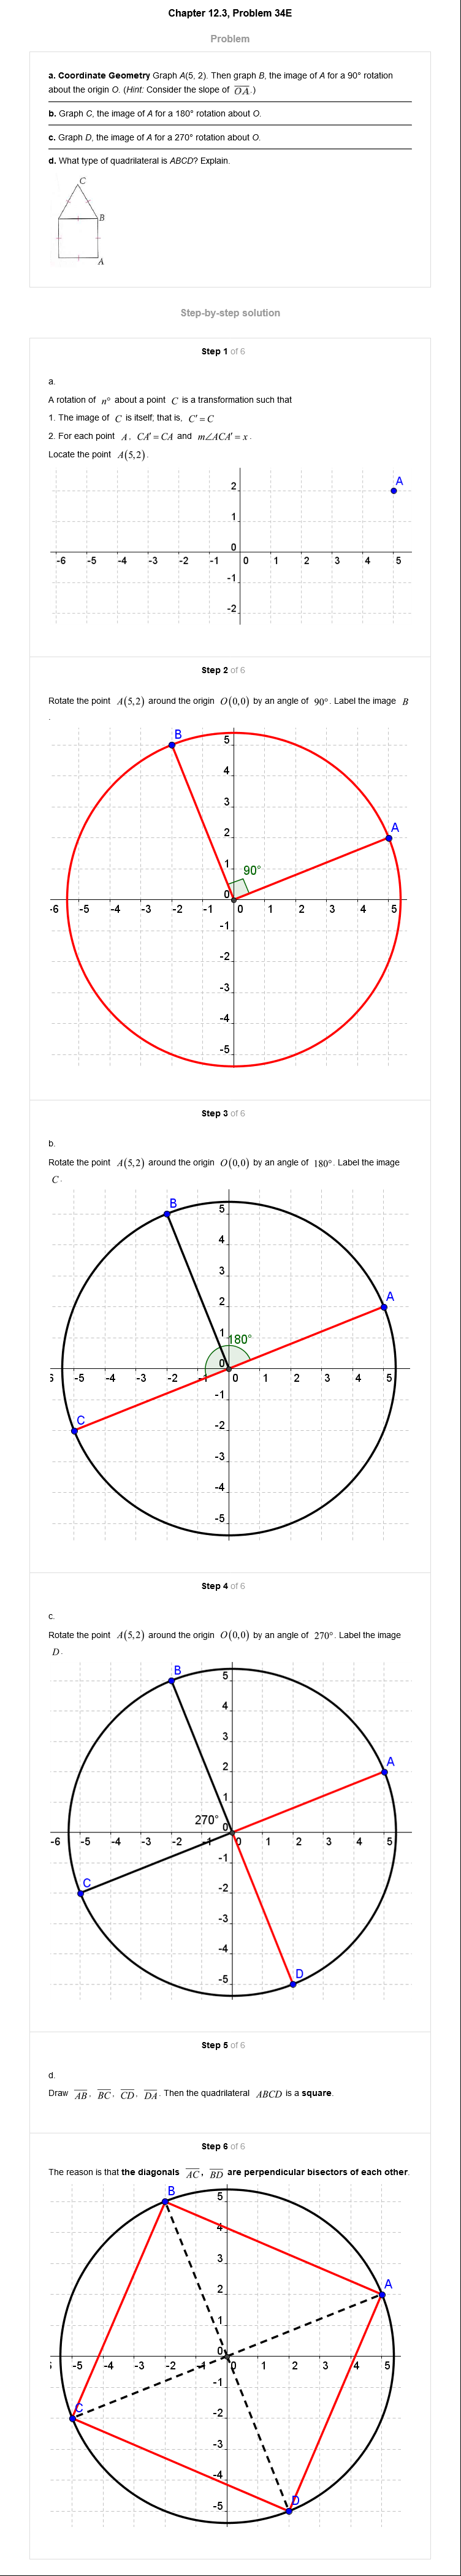 Chapter 12.3, Problem 34E
Problem
a. Coordinate Geometry Graph A(5, 2). Then graph B, the image of A for a 90° rotation
about the origin O. (Hint: Consider the slope of OA.)
b. Graph C, the image of A for a 180° rotation about O.
c. Graph D, the image of A for a 270° rotation about O.
d. What type of quadrilateral is ABCD? Explain.
C
B
A
Step-by-step solution
Step 1 of 6
a.
A rotation of n° about a point C is a transformation such that
1. The image of C is itself; that is, C′ = C
2. For each point A, CA′ = CA and m∠ACA′ = x.
Locate the point A(5,2).
A
2
1
0
-6 -5 -4 -3 -2 -1 0 1 2 3 4 5
-1
-2
Step 2 of 6
Rotate the point A(5,2) around the origin O(0,0) by an angle of 90°. Label the image B
.
B
5
4
3
A
2
1
90°
0
-6 -5 -4 -3 -2 -1 0 1 2 3 4 5
-1
-2
-3
-4
-5
Step 3 of 6
b.
Rotate the point A(5,2) around the origin O(0,0) by an angle of 180°. Label the image
C.
B
5
4
3
A
2
1
180°
0
-5 -4 -3 -2 -1 0 1 2 3 4 5
-1
C
-2
-3
-4
-5
Step 4 of 6
c.
Rotate the point A(5,2) around the origin O(0,0) by an angle of 270°. Label the image
D.
B
5
4
3
A
2
1
270°
0
-6 -5 -4 -3 -2 -1 0 1 2 3 4 5
-1
C
-2
-3
-4
D
-5
Step 5 of 6
d.
Draw AB, BC, CD, DA. Then the quadrilateral ABCD is a square.
Step 6 of 6
The reason is that the diagonals AC, BD are perpendicular bisectors of each other.
B
5
4
3
A
2
1
0
-5 -4 -3 -2 -1 0 1 2 3 4 5
-1
C
-2
-3
-4
D
-5